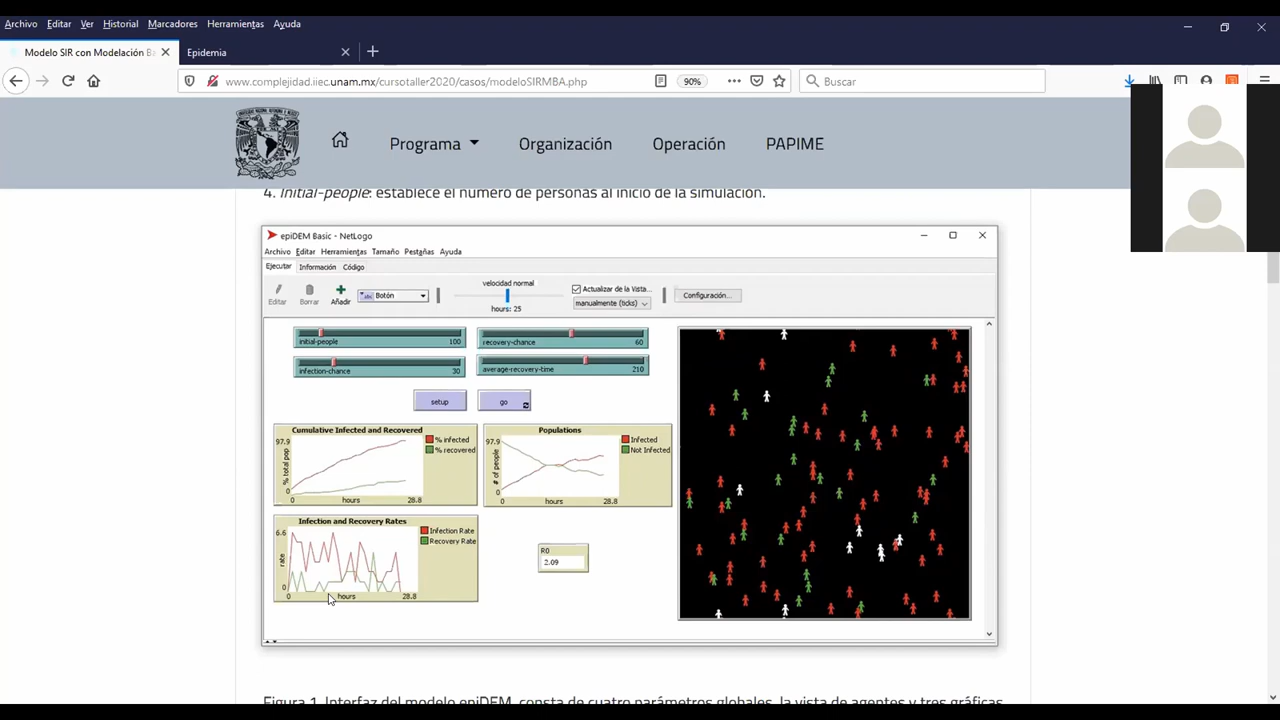 Archivo Editar Ver Historial Marcadores Herramientas Ayuda
Modelo SIR con Modelación Ba
Epidemia
www.complejidad.iiec.unam.mx/cursotaller2020/casos/modeloSIRMBA.php
90%
Buscar
Programa Organización Operación PAPIME
4. Initial-people: establece el número de personas al inicio de la simulación.
epiDEM Basic - NetLogo
Archivo Editar Herramientas Tamaño Pestañas Ayuda
Ejecutar Información Código
Editar Borrar Añadir
Botón
velocidad normal
hours: 25
Actualizar de la Vista...
manualmente (ticks)
Configuración...
initial-people 100
recovery-chance 60
infection-chance 30
average-recovery-time 210
setup
go
Cumulative Infected and Recovered
97.9
% total pop
0
0 hours 28.8
% infected
% recovered
Populations
97.9
# of people
0
0 hours 28.8
Infected
Not Infected
Infection and Recovery Rates
6.6
rate
0
0 hours 28.8
Infection Rate
Recovery Rate
R0
2.09
Figura 1. Interfaz del modelo epiDEM, consta de cuatro parámetros globales, la vista de agentes y tres gráficas